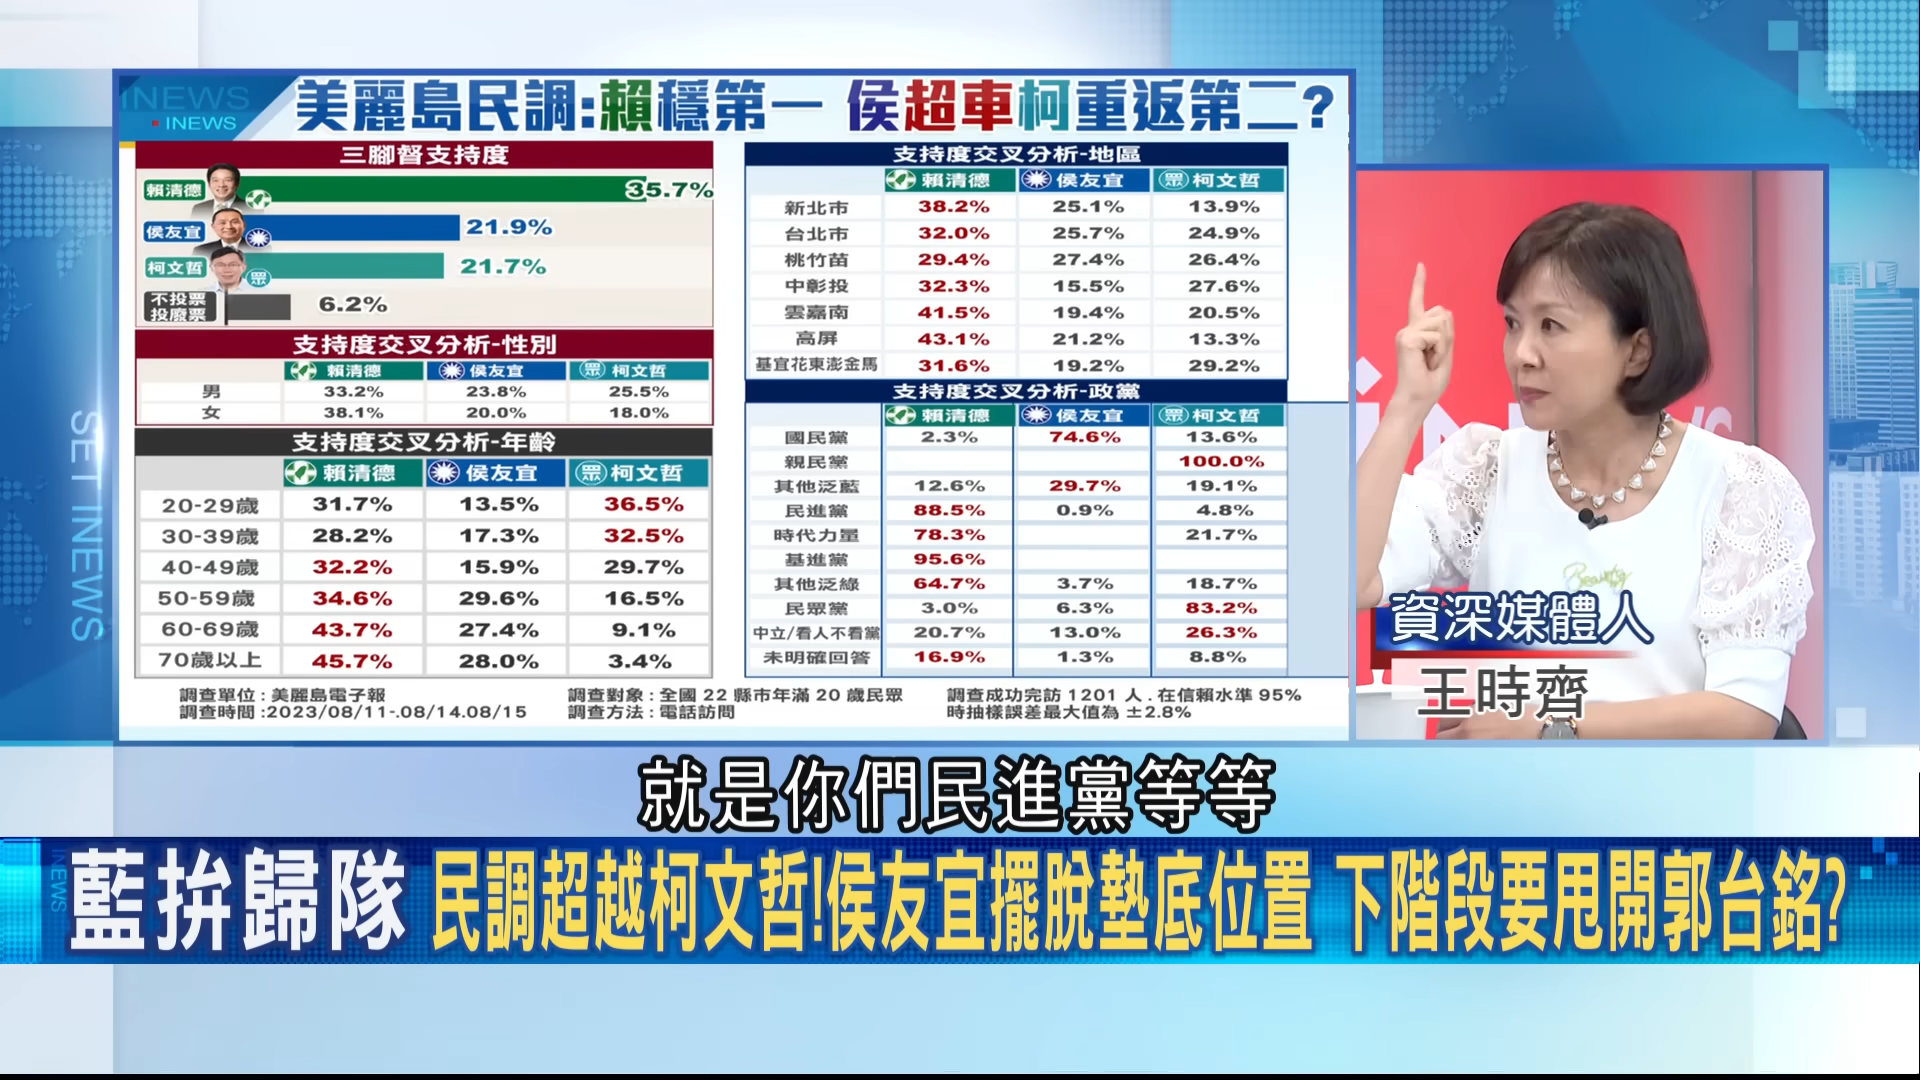 INEWS
INEWS
美麗島民調:賴穩第一 侯超車柯重返第二?
三腳督支持度
賴清德 35.7%
侯友宜 21.9%
柯文哲 眾 21.7%
不投票
投廢票 6.2%
支持度交叉分析-性別
賴清德 侯友宜 眾 柯文哲
男 33.2% 23.8% 25.5%
女 38.1% 20.0% 18.0%
支持度交叉分析-年齡
賴清德 侯友宜 眾 柯文哲
20-29歲 31.7% 13.5% 36.5%
30-39歲 28.2% 17.3% 32.5%
40-49歲 32.2% 15.9% 29.7%
50-59歲 34.6% 29.6% 16.5%
60-69歲 43.7% 27.4% 9.1%
70歲以上 45.7% 28.0% 3.4%
支持度交叉分析-地區
賴清德 侯友宜 眾 柯文哲
新北市 38.2% 25.1% 13.9%
台北市 32.0% 25.7% 24.9%
桃竹苗 29.4% 27.4% 26.4%
中彰投 32.3% 15.5% 27.6%
雲嘉南 41.5% 19.4% 20.5%
高屏 43.1% 21.2% 13.3%
基宜花東澎金馬 31.6% 19.2% 29.2%
支持度交叉分析-政黨
賴清德 侯友宜 眾 柯文哲
國民黨 2.3% 74.6% 13.6%
親民黨 100.0%
其他泛藍 12.6% 29.7% 19.1%
民進黨 88.5% 0.9% 4.8%
時代力量 78.3% 21.7%
基進黨 95.6%
其他泛綠 64.7% 3.7% 18.7%
民眾黨 3.0% 6.3% 83.2%
中立/看人不看黨 20.7% 13.0% 26.3%
未明確回答 16.9% 1.3% 8.8%
調查單位:美麗島電子報 調查對象:全國22縣市年滿20歲民眾 調查成功完訪1201人.在信賴水準95%
調查時間:2023/08/11-.08/14.08/15 調查方法:電話訪問 時抽樣誤差最大值為±2.8%
SET iNEWS
Beauty
資深媒體人
王時齊
就是你們民進黨等等
INEWS
藍拚歸隊 民調超越柯文哲!侯友宜擺脫墊底位置 下階段要甩開郭台銘?